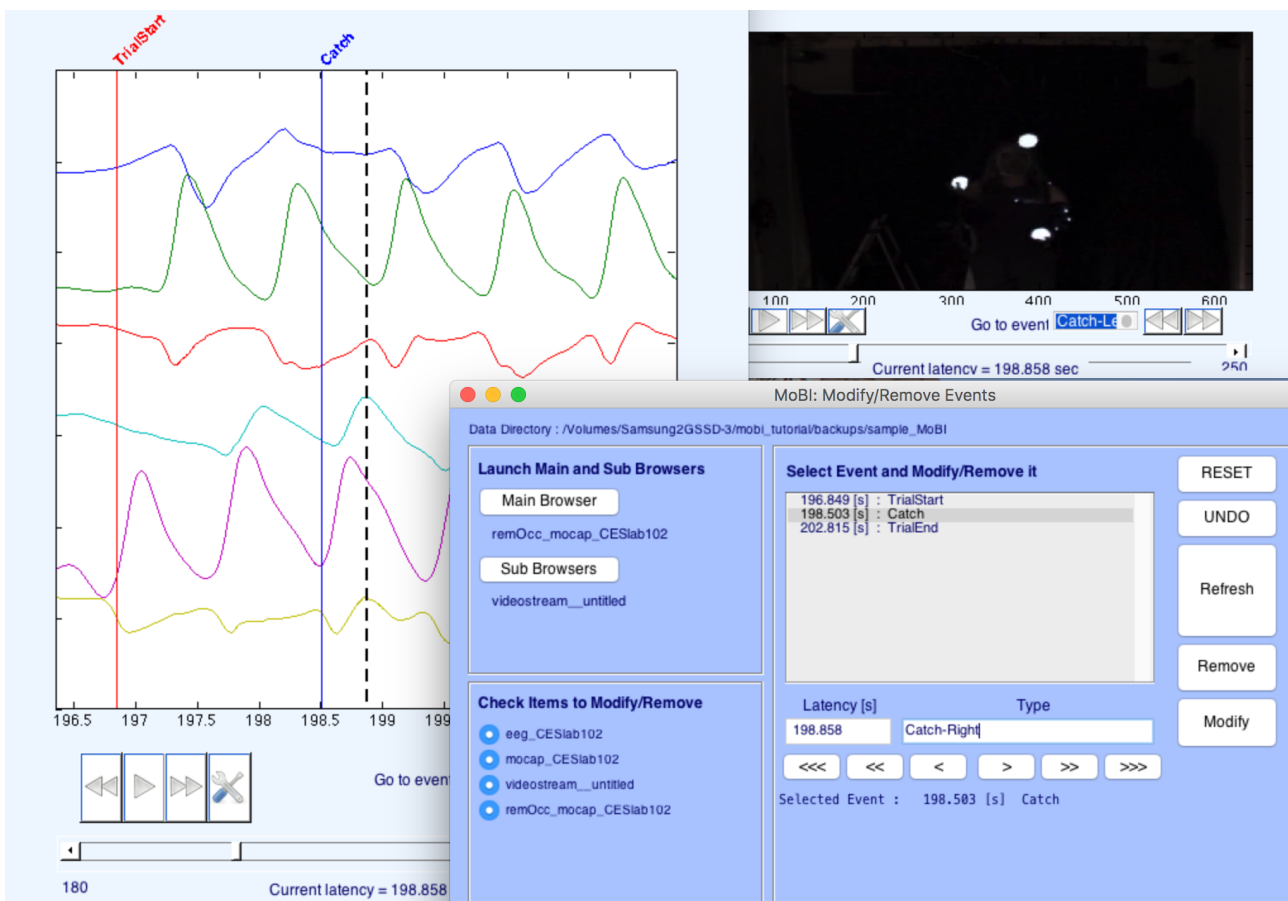 TrialStart
Catch
196.5 197 197.5 198 198.5 199 199
Go to event
180
Current latency = 198.858
100 200 300 400 500 600
Go to event Catch-Le
Current latency = 198.858 sec
250
MoBI: Modify/Remove Events
Data Directory : /Volumes/Samsung2GSSD-3/mobi_tutorial/backups/sample_MoBI
Launch Main and Sub Browsers
Main Browser
remOcc_mocap_CESlab102
Sub Browsers
videostream__untitled
Check Items to Modify/Remove
eeg_CESlab102
mocap_CESlab102
videostream__untitled
remOcc_mocap_CESlab102
Select Event and Modify/Remove it
196.849 [s] : TrialStart
198.503 [s] : Catch
202.815 [s] : TrialEnd
Latency [s] Type
198.858 Catch-Right
<<< << < > >> >>>
Selected Event : 198.503 [s] Catch
RESET
UNDO
Refresh
Remove
Modify